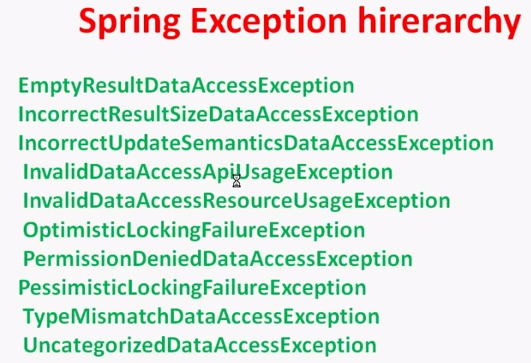 Spring Exception hirerarchy
EmptyResultDataAccessException
IncorrectResultSizeDataAccessException
IncorrectUpdateSemanticsDataAccessException
InvalidDataAccessApiUsageException
InvalidDataAccessResourceUsageException
OptimisticLockingFailureException
PermissionDeniedDataAccessException
PessimisticLockingFailureException
TypeMismatchDataAccessException
UncategorizedDataAccessException